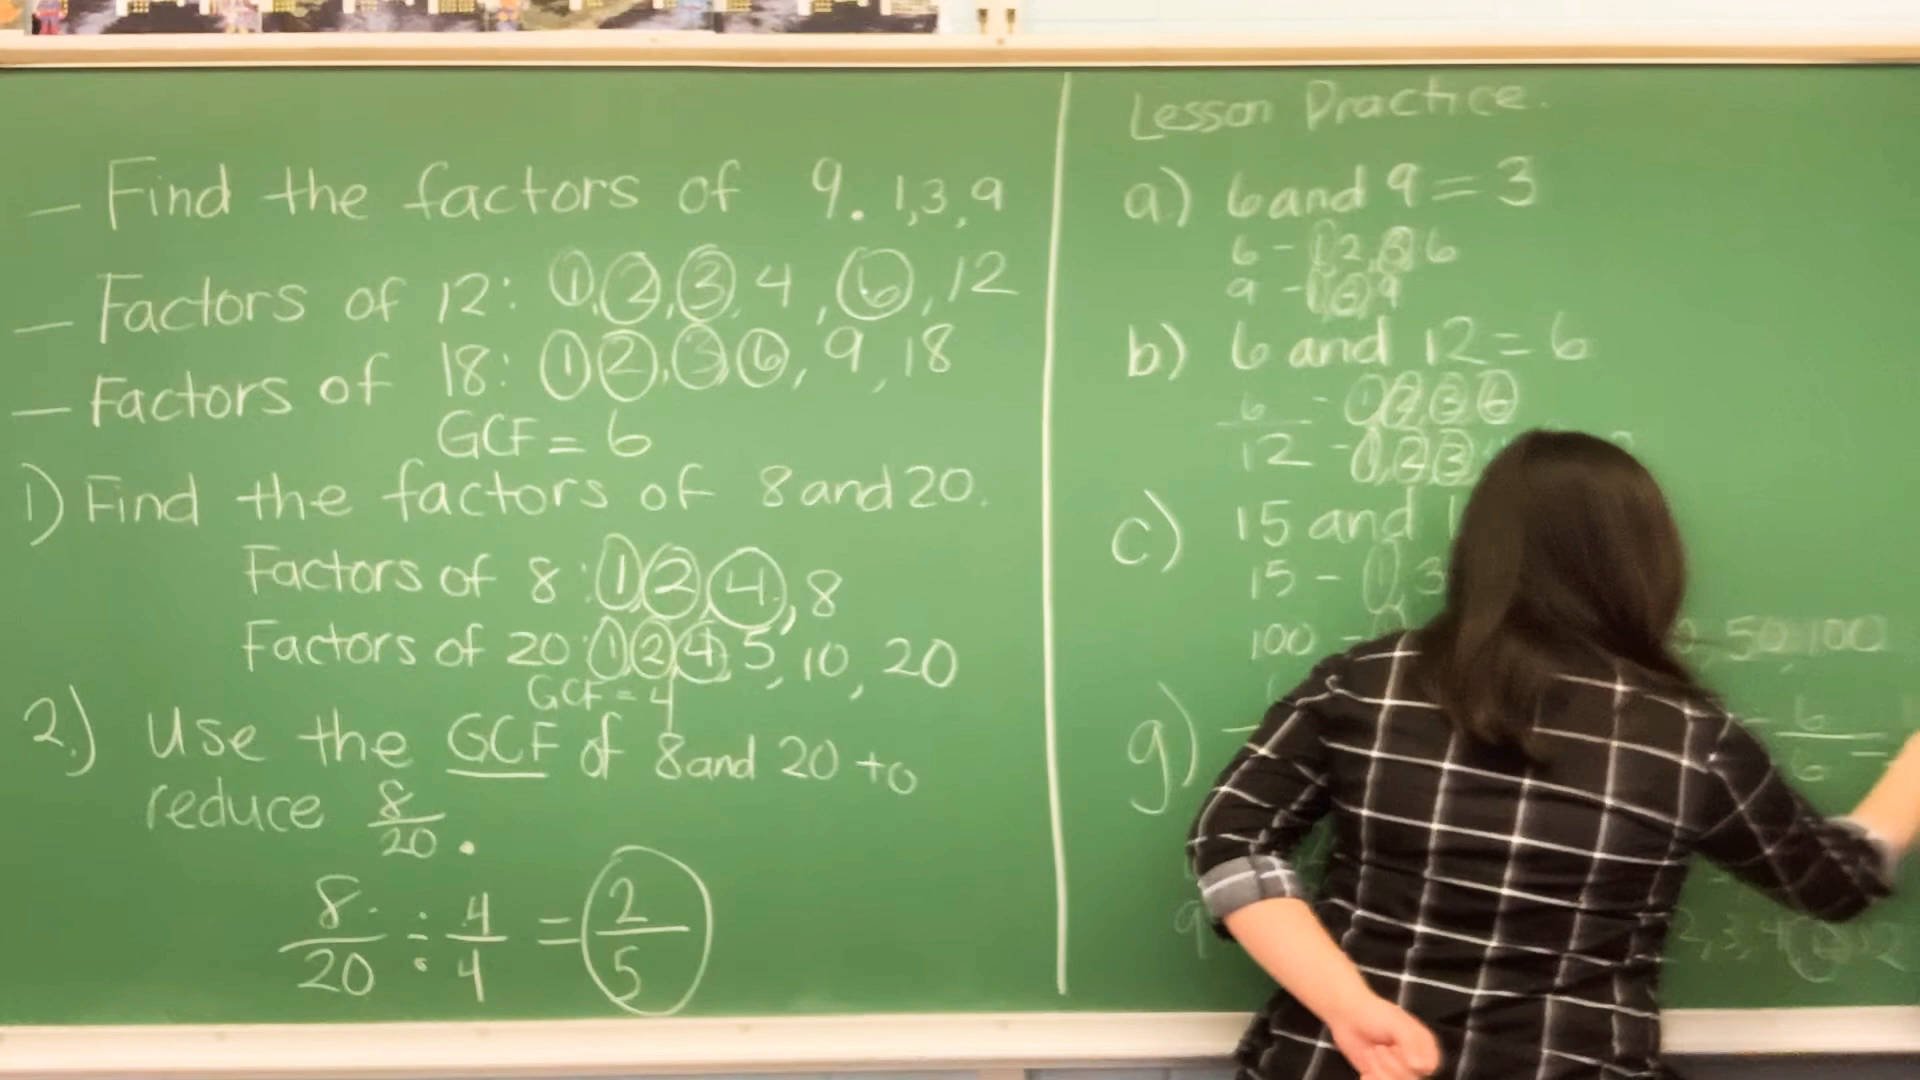 – Find the factors of 9. 1,3,9
– Factors of 12: 1,2,3,4,6,12
– Factors of 18: 1,2,3,6,9,18
GCF = 6
1) Find the factors of 8 and 20.
Factors of 8: 1,2,4,8
Factors of 20: 1,2,4,5,10,20
GCF = 4
2.) Use the GCF of 8 and 20 to
reduce 8/20.
8/20 ÷ 4/4 = 2/5
Lesson Practice.
a) 6 and 9 = 3
6 - 1,2,3,6
9 - 1,3,9
b) 6 and 12 = 6
6 - 1,2,3,6
12 - 1,2,3
c) 15 and
15 - 1,3
100 - 50,100
g) 6/6 =
2,3,4,6,12